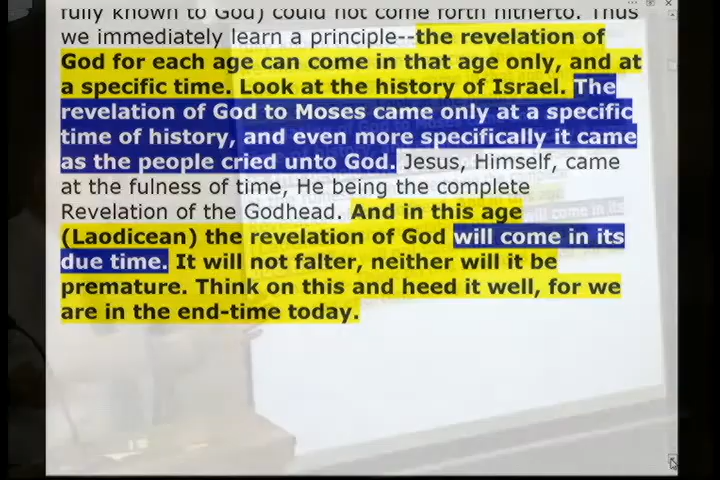 fully known to God) could not come forth hitherto. Thus
we immediately learn a principle--the revelation of
God for each age can come in that age only, and at
a specific time. Look at the history of Israel. The
revelation of God to Moses came only at a specific
time of history, and even more specifically it came
as the people cried unto God. Jesus, Himself, came
at the fulness of time, He being the complete
Revelation of the Godhead. And in this age
(Laodicean) the revelation of God will come in its
due time. It will not falter, neither will it be
premature. Think on this and heed it well, for we
are in the end-time today.